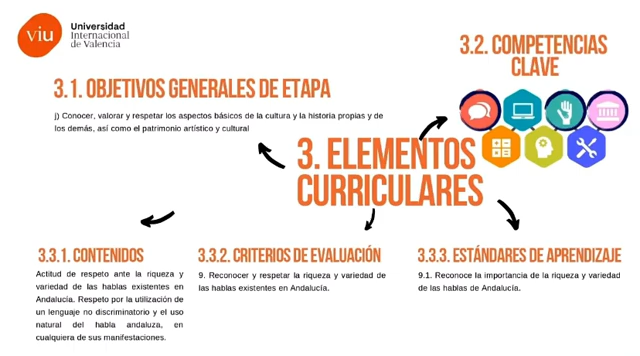 viu
Universidad
Internacional
de Valencia
3.1. OBJETIVOS GENERALES DE ETAPA
j) Conocer, valorar y respetar los aspectos básicos de la cultura y la historia propias y de
los demás, así como el patrimonio artístico y cultural
3.2. COMPETENCIAS
CLAVE
3. ELEMENTOS
CURRICULARES
3.3.1. CONTENIDOS
Actitud de respeto ante la riqueza y
variedad de las hablas existentes en
Andalucía. Respeto por la utilización de
un lenguaje no discriminatorio y el uso
natural del habla andaluza, en
cualquiera de sus manifestaciones.
3.3.2. CRITERIOS DE EVALUACIÓN
9. Reconocer y respetar la riqueza y variedad de
las hablas existentes en Andalucía.
3.3.3. ESTÁNDARES DE APRENDIZAJE
9.1. Reconoce la importancia de la riqueza y variedad
de las hablas de Andalucía.